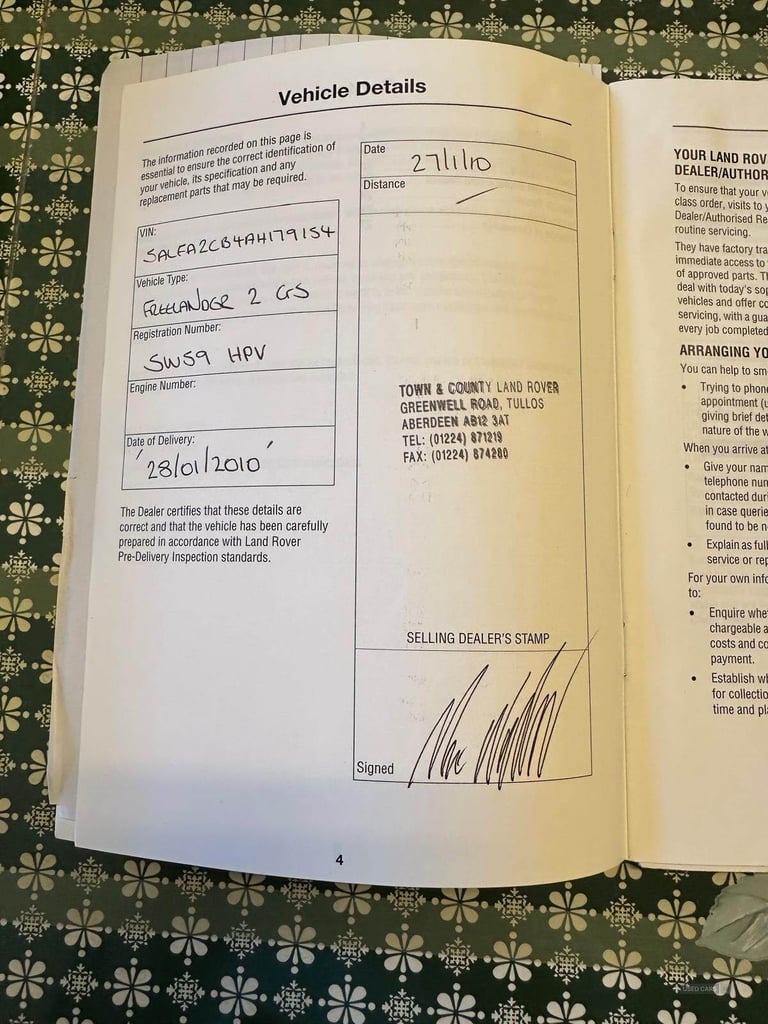 Vehicle Details
The information recorded on this page is
essential to ensure the correct identification of
your vehicle, its specification and any
replacement parts that may be required.
VIN:
SALFA2CB4AH179154
Vehicle Type:
FREELANDER 2 GS
Registration Number:
SW59 HPV
Engine Number:
Date of Delivery:
'28/01/2010'
The Dealer certifies that these details are
correct and that the vehicle has been carefully
prepared in accordance with Land Rover
Pre-Delivery Inspection standards.
Date
27/1/10
Distance
TOWN & COUNTY LAND ROVER
GREENWELL ROAD, TULLOS
ABERDEEN AB12 3AT
TEL: (01224) 871219
FAX: (01224) 874280
SELLING DEALER'S STAMP
Signed
4
YOUR LAND ROV
DEALER/AUTHOR
To ensure that your v
class order, visits to y
Dealer/Authorised Re
routine servicing.
They have factory tra
immediate access to
of approved parts. Th
deal with today's sop
vehicles and offer co
servicing, with a gua
every job completed
ARRANGING YO
You can help to sm
• Trying to phon
appointment (u
giving brief det
nature of the w
When you arrive at
• Give your nam
telephone num
contacted duri
in case querie
found to be n
• Explain as full
service or rep
For your own info
to:
• Enquire whe
chargeable a
costs and co
payment.
• Establish wh
for collectio
time and pla
USED CARS